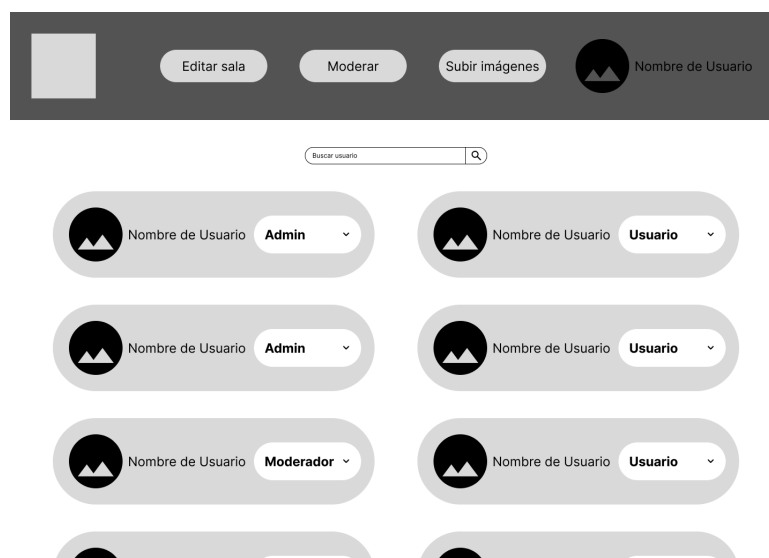 Editar sala
Moderar
Subir imágenes
Nombre de Usuario
Buscar usuario
Nombre de Usuario
Admin
Nombre de Usuario
Usuario
Nombre de Usuario
Admin
Nombre de Usuario
Usuario
Nombre de Usuario
Moderador
Nombre de Usuario
Usuario